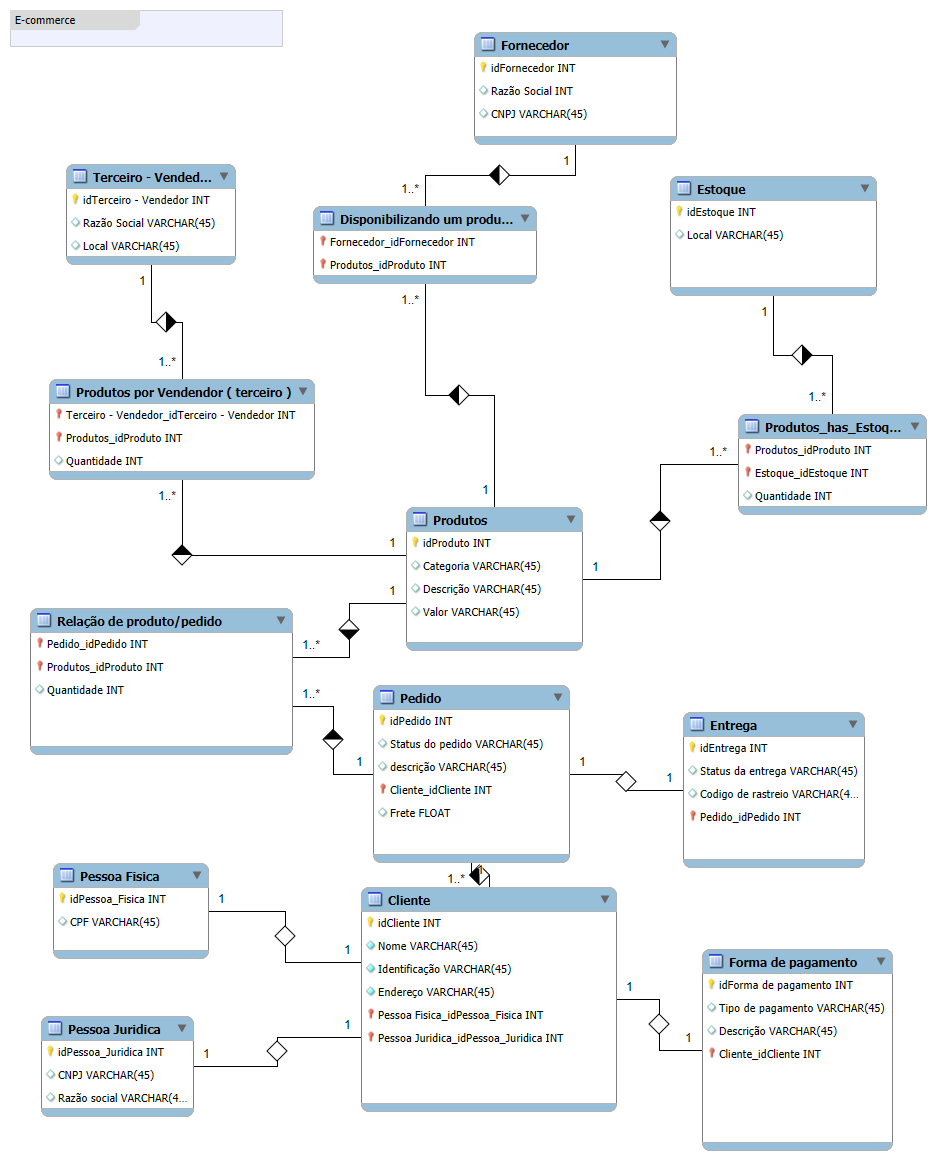 E-commerce
Fornecedor
idFornecedor INT
Razão Social INT
CNPJ VARCHAR(45)
1
1..*
Terceiro - Vended...
idTerceiro - Vendedor INT
Razão Social VARCHAR(45)
Local VARCHAR(45)
1
1..*
Disponibilizando um produ...
Fornecedor_idFornecedor INT
Produtos_idProduto INT
1..*
1
Estoque
idEstoque INT
Local VARCHAR(45)
1
1..*
Produtos por Vendendor ( terceiro )
Terceiro - Vendedor_idTerceiro - Vendedor INT
Produtos_idProduto INT
Quantidade INT
1..*
1
Produtos_has_Estoq...
Produtos_idProduto INT
Estoque_idEstoque INT
Quantidade INT
1..*
1
Produtos
idProduto INT
Categoria VARCHAR(45)
Descrição VARCHAR(45)
Valor VARCHAR(45)
1
1..*
Relação de produto/pedido
Pedido_idPedido INT
Produtos_idProduto INT
Quantidade INT
1..*
1
Pedido
idPedido INT
Status do pedido VARCHAR(45)
descrição VARCHAR(45)
Cliente_idCliente INT
Frete FLOAT
1
1
Entrega
idEntrega INT
Status da entrega VARCHAR(45)
Codigo de rastreio VARCHAR(4...
Pedido_idPedido INT
1..*
1
Pessoa Fisica
idPessoa_Fisica INT
CPF VARCHAR(45)
1
1
Cliente
idCliente INT
Nome VARCHAR(45)
Identificação VARCHAR(45)
Endereço VARCHAR(45)
Pessoa Fisica_idPessoa_Fisica INT
Pessoa Juridica_idPessoa_Juridica INT
Pessoa Juridica
idPessoa_Juridica INT
CNPJ VARCHAR(45)
Razão social VARCHAR(4...
1
1
1
1
Forma de pagamento
idForma de pagamento INT
Tipo de pagamento VARCHAR(45)
Descrição VARCHAR(45)
Cliente_idCliente INT